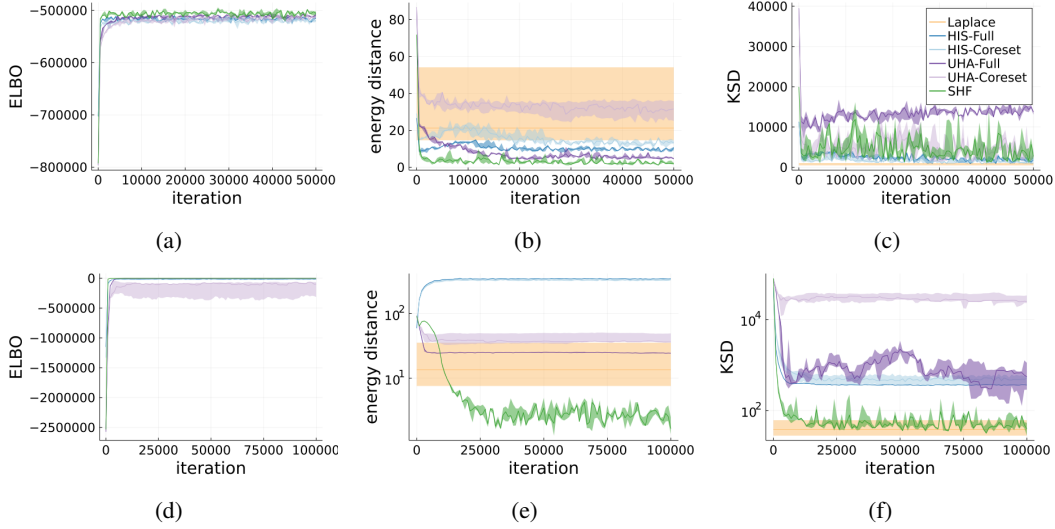 −500000
−600000
−700000
−800000
ELBO
0 10000 20000 30000 40000 50000
iteration
(a)
80
60
40
20
0
energy distance
0 10000 20000 30000 40000 50000
iteration
(b)
40000
30000
20000
10000
0
KSD
Laplace
HIS-Full
HIS-Coreset
UHA-Full
UHA-Coreset
SHF
0 10000 20000 30000 40000 50000
iteration
(c)
0
−500000
−1000000
−1500000
−2000000
−2500000
ELBO
0 25000 50000 75000 100000
iteration
(d)
10²
10¹
energy distance
0 25000 50000 75000 100000
iteration
(e)
10⁴
10²
KSD
0 25000 50000 75000 100000
iteration
(f)